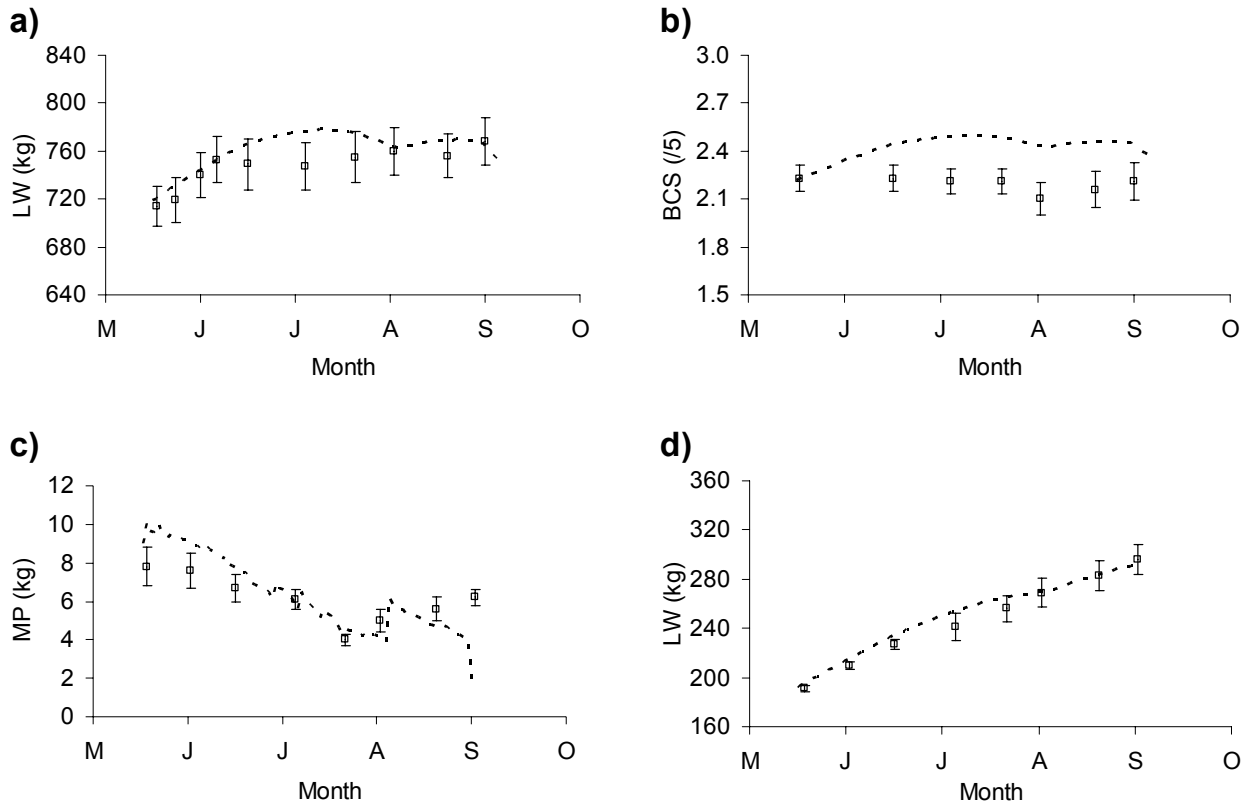 a)
LW (kg)
840
800
760
720
680
640
M J J A S O
Month
b)
BCS (/5)
3.0
2.7
2.4
2.1
1.8
1.5
M J J A S O
Month
c)
MP (kg)
12
10
8
6
4
2
0
M J J A S O
Month
d)
LW (kg)
360
320
280
240
200
160
M J J A S O
Month